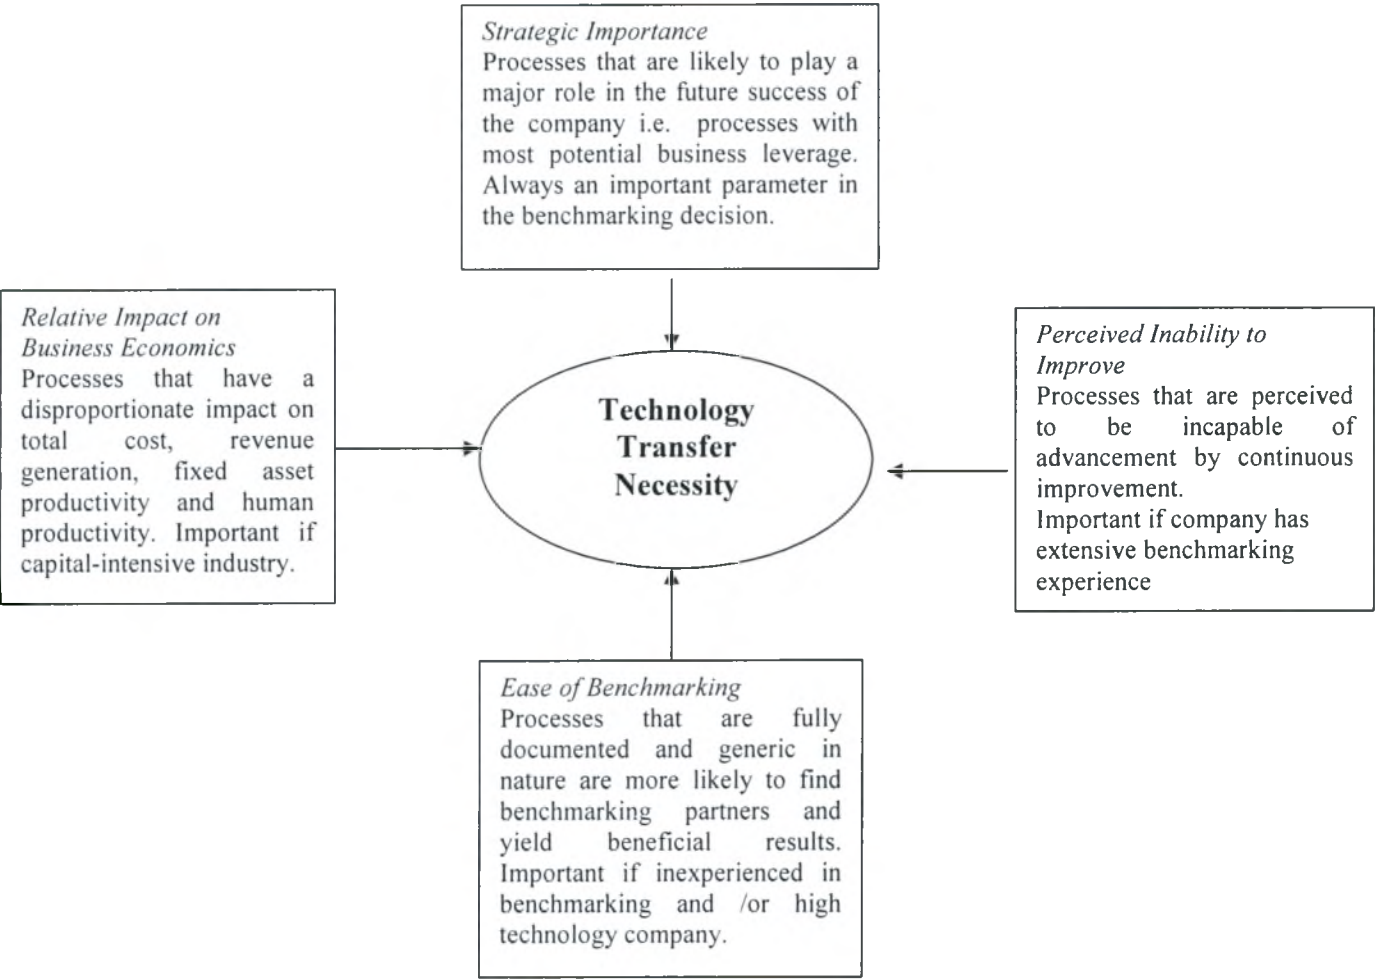 Strategic Importance
Processes that are likely to play a
major role in the future success of
the company i.e. processes with
most potential business leverage.
Always an important parameter in
the benchmarking decision.
Relative Impact on
Business Economics
Processes that have a
disproportionate impact on
total cost, revenue
generation, fixed asset
productivity and human
productivity. Important if
capital-intensive industry.
Technology
Transfer
Necessity
Perceived Inability to
Improve
Processes that are perceived
to be incapable of
advancement by continuous
improvement.
Important if company has
extensive benchmarking
experience
Ease of Benchmarking
Processes that are fully
documented and generic in
nature are more likely to find
benchmarking partners and
yield beneficial results.
Important if inexperienced in
benchmarking and /or high
technology company.